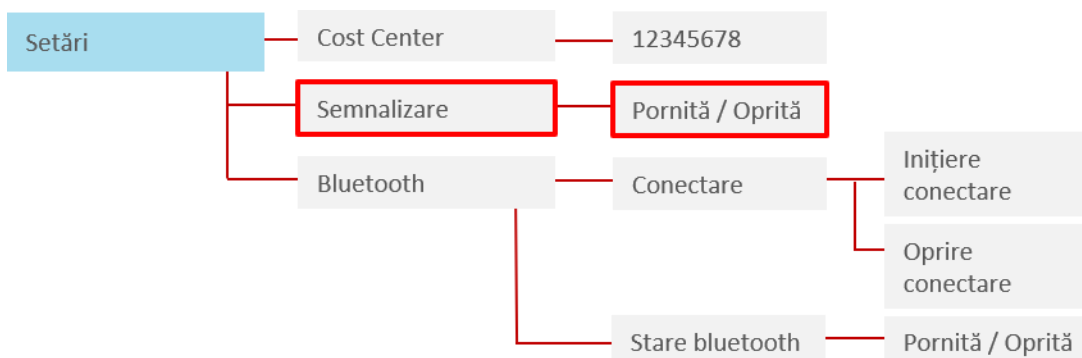 Setări
Cost Center
12345678
Semnalizare
Pornită / Oprită
Bluetooth
Conectare
Inițiere
conectare
Oprire
conectare
Stare bluetooth
Pornită / Oprită